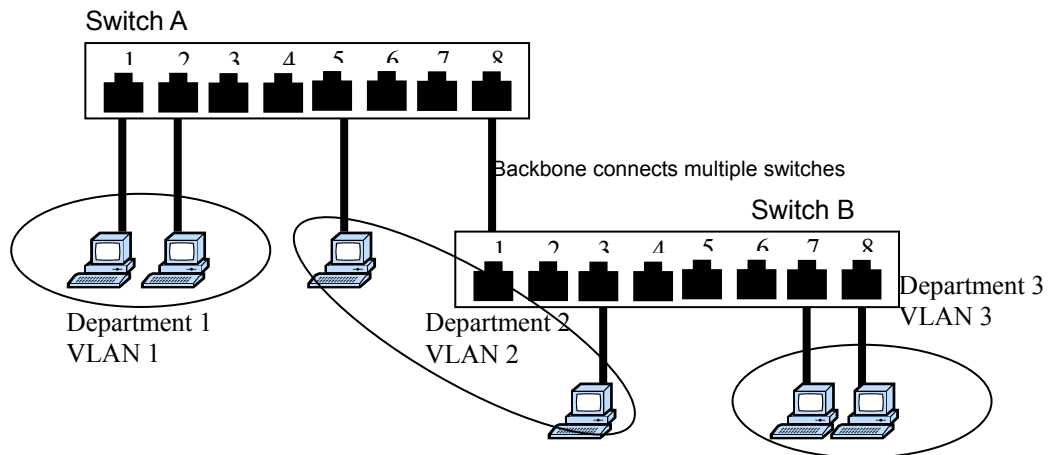 Switch A
1 2 3 4 5 6 7 8
Backbone connects multiple switches
Switch B
1 2 3 4 5 6 7 8
Department 1
VLAN 1
Department 2
VLAN 2
Department 3
VLAN 3